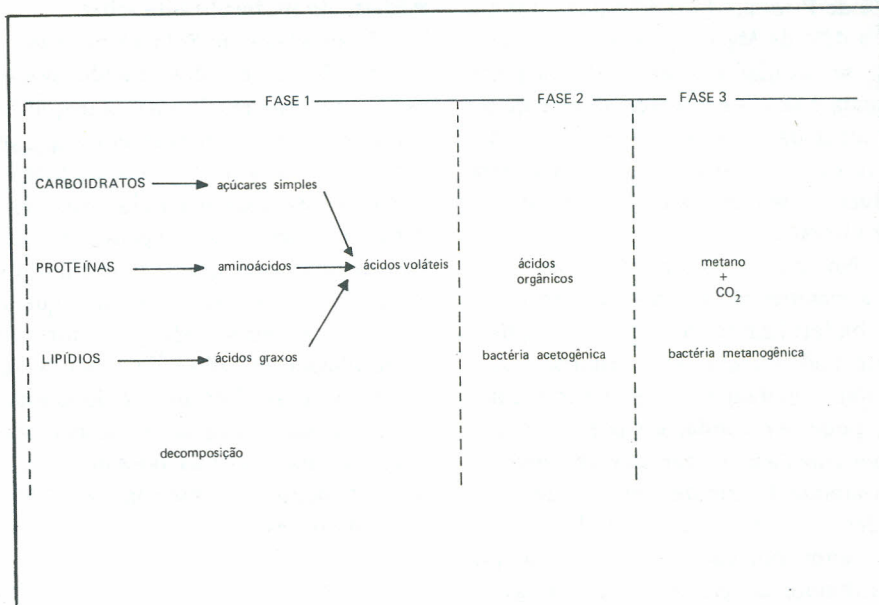 FASE 1 FASE 2 FASE 3
CARBOIDRATOS açúcares simples
PROTEÍNAS aminoácidos ácidos voláteis ácidos
orgânicos metano
+
CO₂
LIPÍDIOS ácidos graxos bactéria acetogênica bactéria metanogênica
decomposição